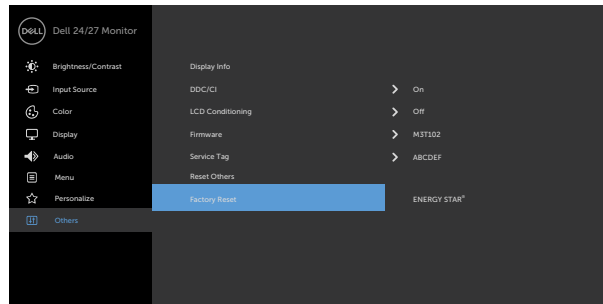 DELL Dell 24/27 Monitor
Brightness/Contrast Display Info
Input Source DDC/CI On
Color LCD Conditioning Off
Display Firmware M3T102
Audio Service Tag ABCDEF
Menu Reset Others
Personalize Factory Reset ENERGY STAR®
Others